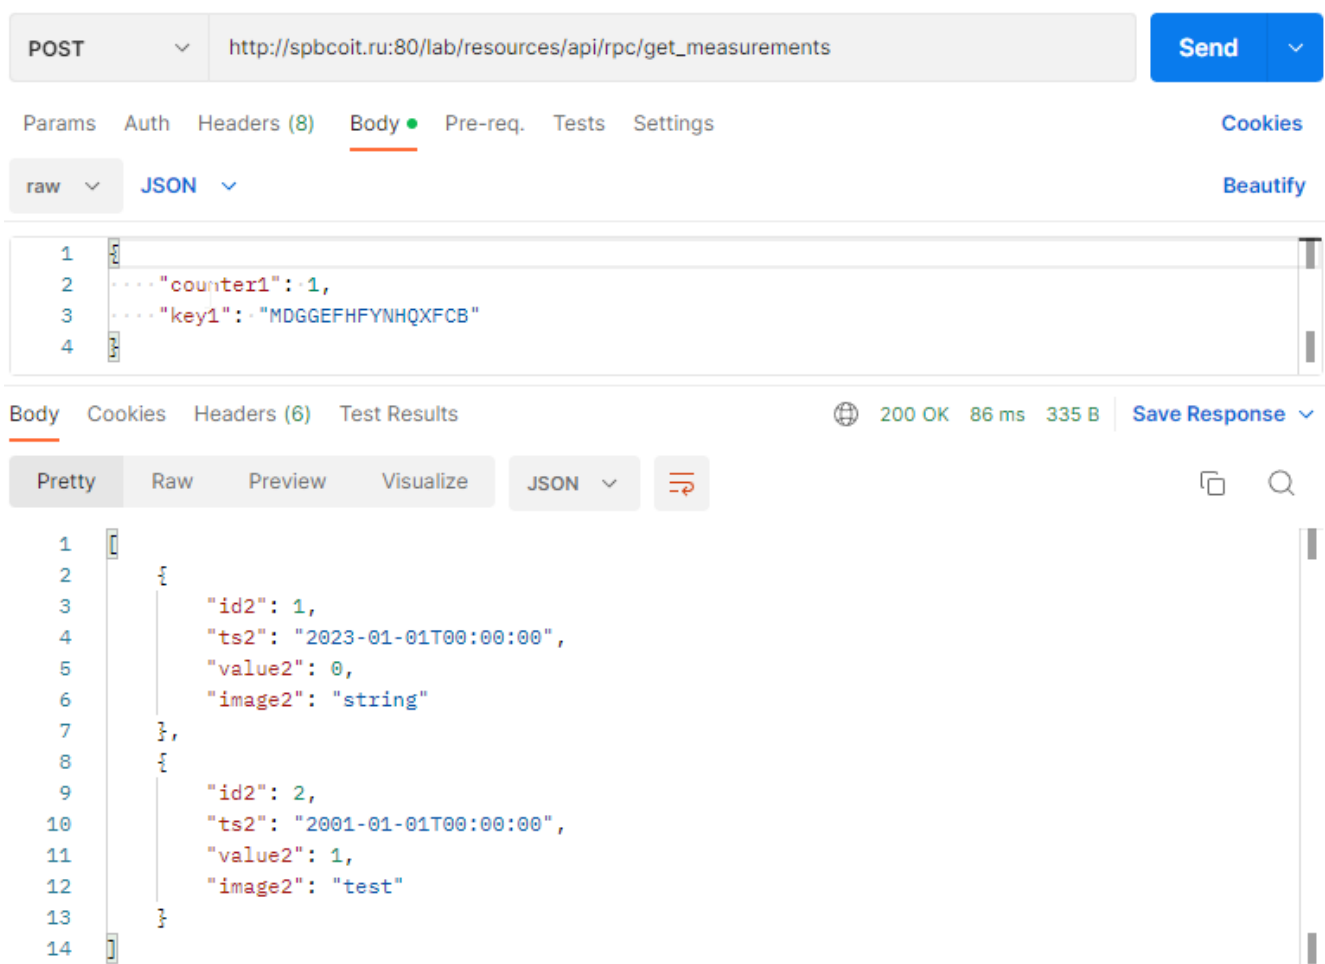 POST http://spbcoit.ru:80/lab/resources/api/rpc/get_measurements Send
Params Auth Headers (8) Body Pre-req. Tests Settings Cookies
raw JSON Beautify
1 {
2 "counter1": 1,
3 "key1": "MDGGEFHFYNHQXFCB"
4 }
Body Cookies Headers (6) Test Results 200 OK 86 ms 335 B Save Response
Pretty Raw Preview Visualize JSON
1 [
2 {
3 "id2": 1,
4 "ts2": "2023-01-01T00:00:00",
5 "value2": 0,
6 "image2": "string"
7 },
8 {
9 "id2": 2,
10 "ts2": "2001-01-01T00:00:00",
11 "value2": 1,
12 "image2": "test"
13 }
14 ]